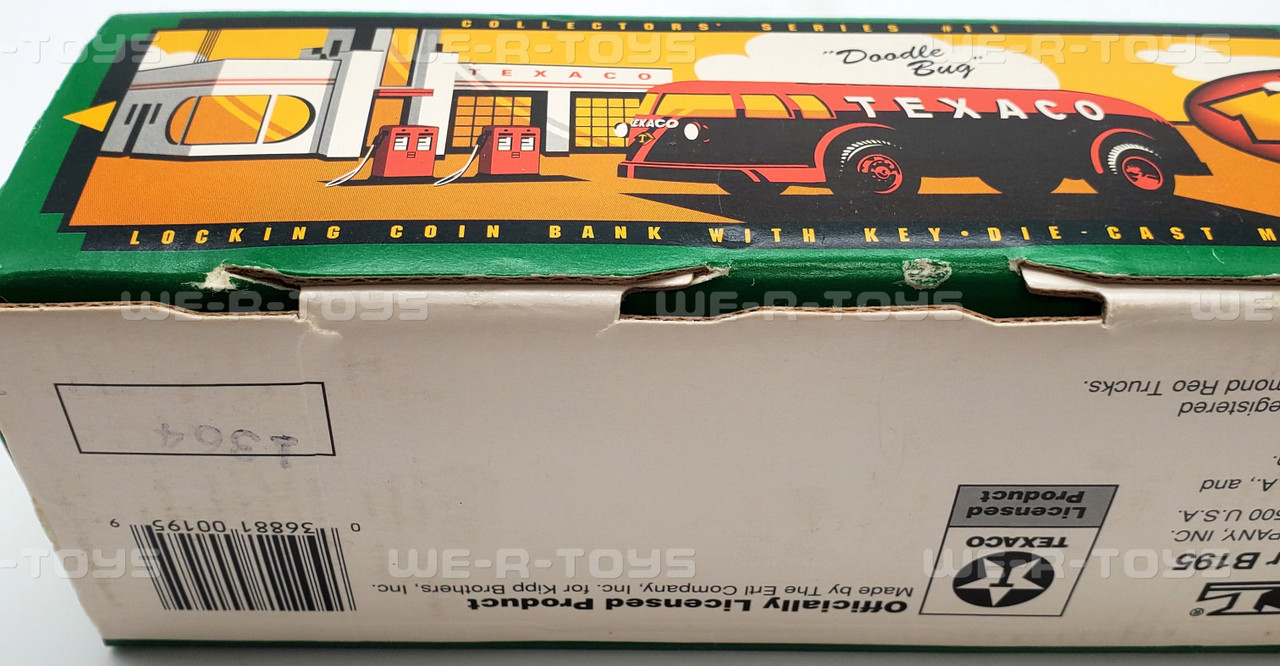 COLLECTORS' SERIES #11
"Doodle
Bug"
TEXACO
TEXACO
TEXACO
LOCKING COIN BANK WITH KEY • DIE-CAST M
WE-R-TOYS
WE-R-TOYS
WE-R-TOYS
WE-R-TOYS
WE-R-TOYS
WE-R-TOYS
WE-R-TOYS
WE-R-TOYS
Officially Licensed Product
Made by The Ertl Company, Inc. for Kipp Brothers, Inc.
0 36881 00195 9
TEXACO
Licensed
Product
r B195
PANY, INC.
500 U.S.A.
A., and
egistered
mond Reo Trucks.